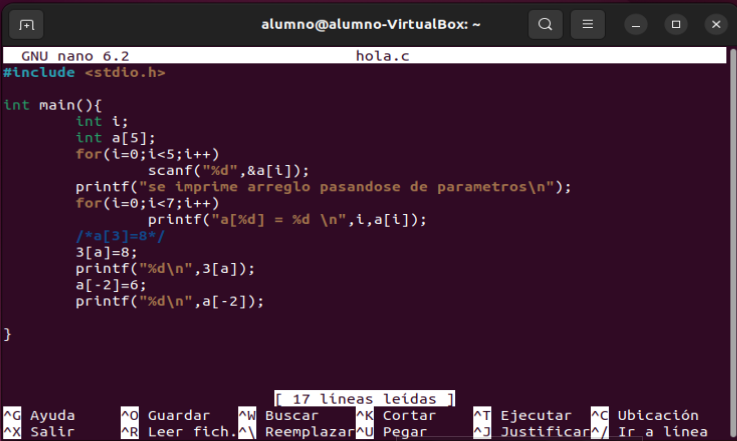 alumno@alumno-VirtualBox: ~
GNU nano 6.2 hola.c
#include <stdio.h>
int main(){
int i;
int a[5];
for(i=0;i<5;i++)
scanf("%d",&a[i]);
printf("se imprime arreglo pasandose de parametros\n");
for(i=0;i<7;i++)
printf("a[%d] = %d \n",i,a[i]);
/*a[3]=8*/
3[a]=8;
printf("%d\n",3[a]);
a[-2]=6;
printf("%d\n",a[-2]);
}
[ 17 líneas leídas ]
^G Ayuda ^O Guardar ^W Buscar ^K Cortar ^T Ejecutar ^C Ubicación
^X Salir ^R Leer fich. ^\ Reemplazar ^U Pegar ^J Justificar ^/ Ir a línea